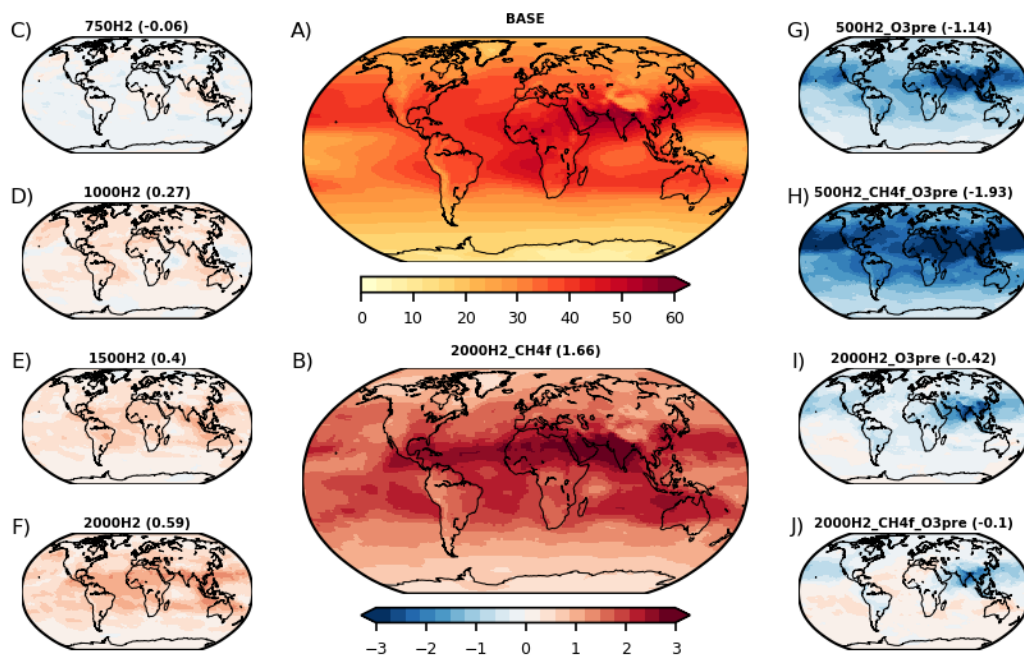 C)
750H2 (-0.06)
A)
BASE
G)
500H2_O3pre (-1.14)
D)
1000H2 (0.27)
H)
500H2_CH4f_O3pre (-1.93)
0 10 20 30 40 50 60
E)
1500H2 (0.4)
B)
2000H2_CH4f (1.66)
I)
2000H2_O3pre (-0.42)
F)
2000H2 (0.59)
J)
2000H2_CH4f_O3pre (-0.1)
−3 −2 −1 0 1 2 3